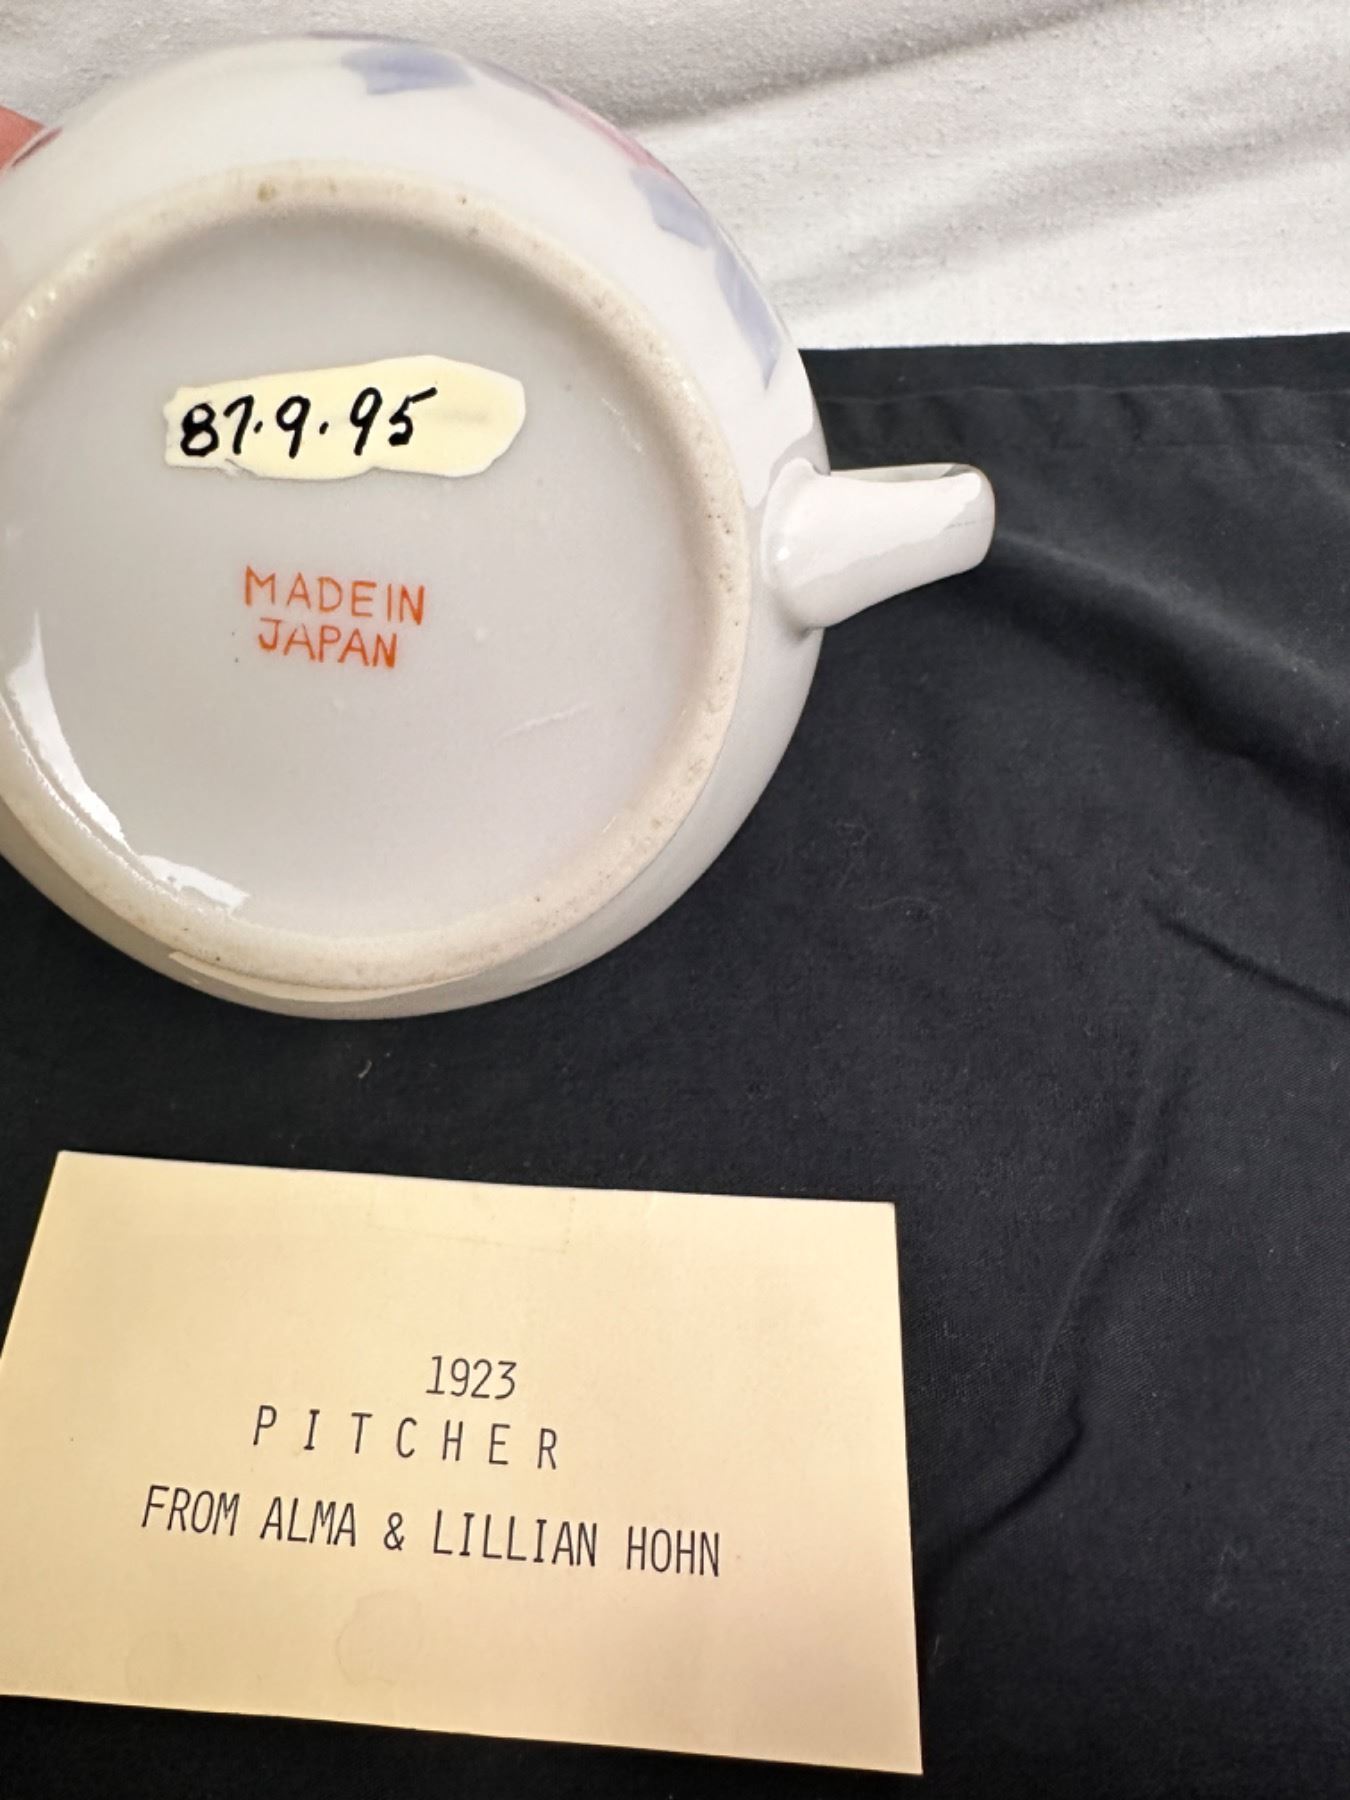 87.9.95
MADE IN
JAPAN
1923
PITCHER
FROM ALMA & LILLIAN HOHN